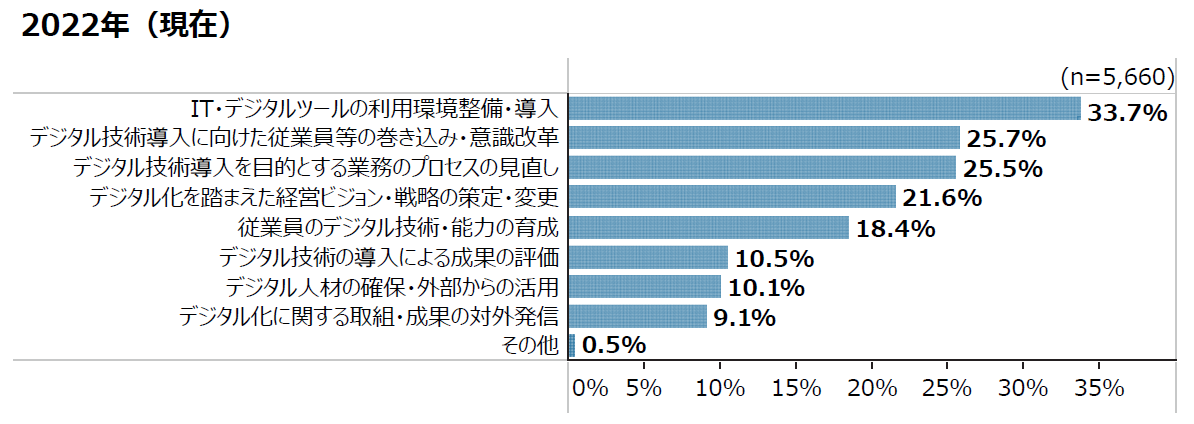 2022年（現在）
(n=5,660)
IT・デジタルツールの利用環境整備・導入 33.7%
デジタル技術導入に向けた従業員等の巻き込み・意識改革 25.7%
デジタル技術導入を目的とする業務のプロセスの見直し 25.5%
デジタル化を踏まえた経営ビジョン・戦略の策定・変更 21.6%
従業員のデジタル技術・能力の育成 18.4%
デジタル技術の導入による成果の評価 10.5%
デジタル人材の確保・外部からの活用 10.1%
デジタル化に関する取組・成果の対外発信 9.1%
その他 0.5%
0% 5% 10% 15% 20% 25% 30% 35%